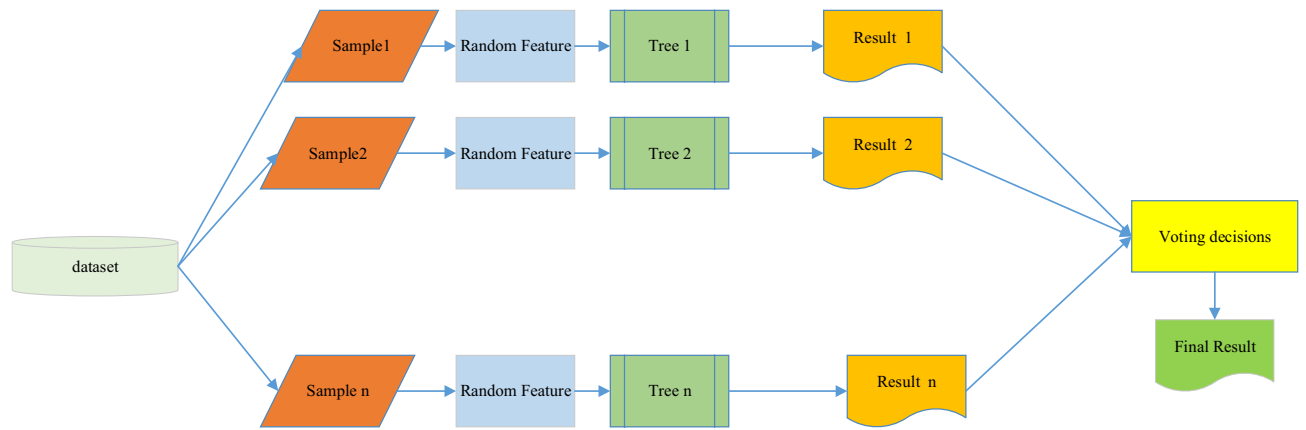 Sample1
Random Feature
Tree 1
Result 1
Sample2
Random Feature
Tree 2
Result 2
dataset
Voting decisions
Final Result
Sample n
Random Feature
Tree n
Result n